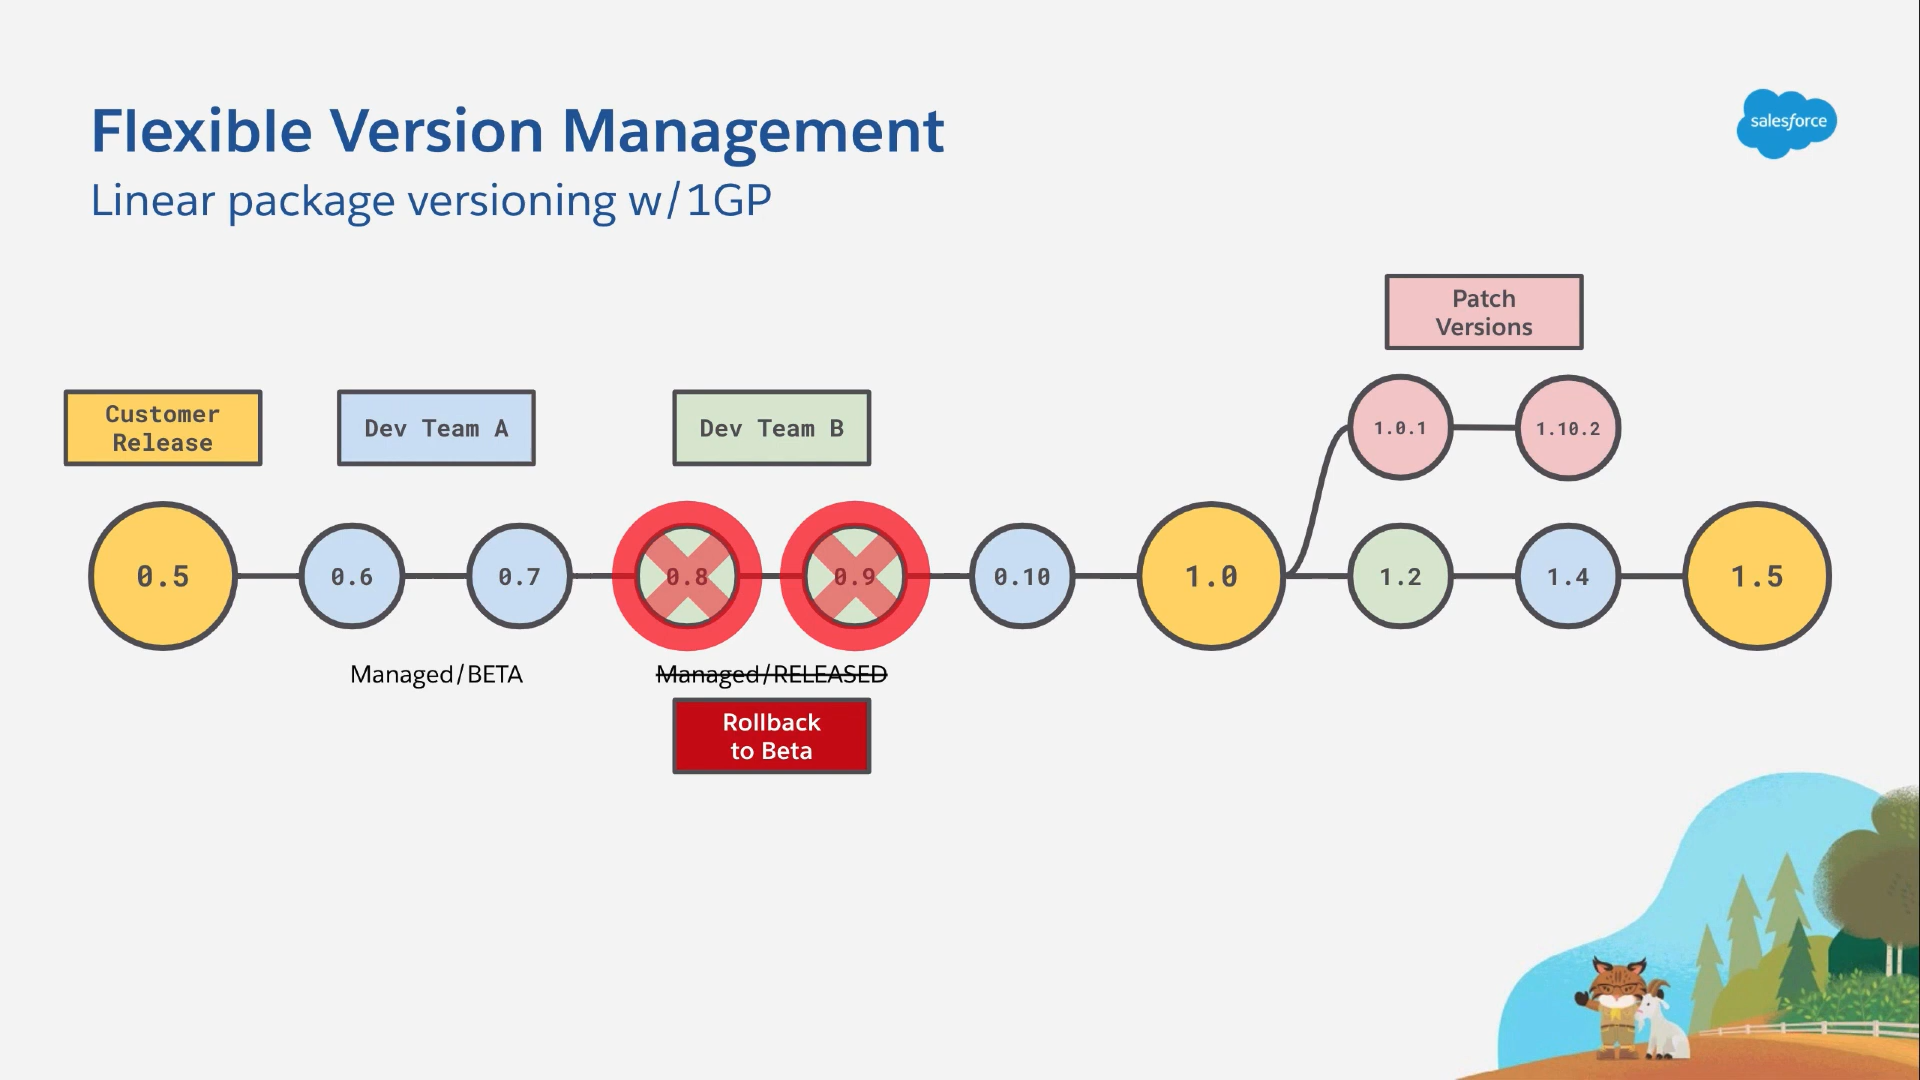 Flexible Version Management
Linear package versioning w/1GP
salesforce
Patch
Versions
Customer
Release
Dev Team A
Dev Team B
1.0.1
1.10.2
0.5
0.6
0.7
0.8
0.9
0.10
1.0
1.2
1.4
1.5
Managed/BETA
Managed/RELEASED
Rollback
to Beta